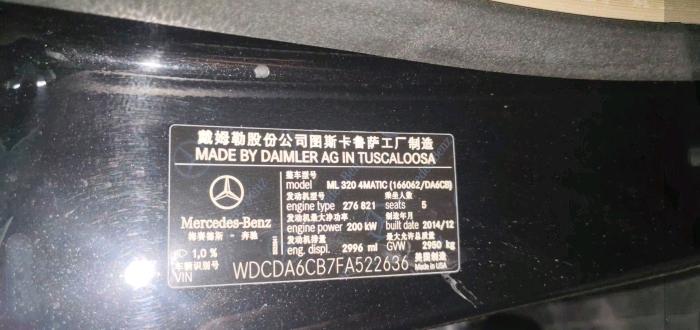 戴姆勒股份公司图斯卡鲁萨工厂制造
MADE BY DAIMLER AG IN TUSCALOOSA
整车型号
model ML 320 4MATIC (166062/DA6CB)
发动机型号 乘坐人数
engine type 276 821 seats 5
发动机最大净功率 制造年月
engine power 200 kW built date 2014/12
发动机排量 最大允许总质量
eng. displ. 2996 ml GVW 2950 kg
Mercedes-Benz
梅赛德斯 - 奔驰
1,0 %
车辆识别号
VIN WDCDA6CB7FA522636
美国制造
Made in USA